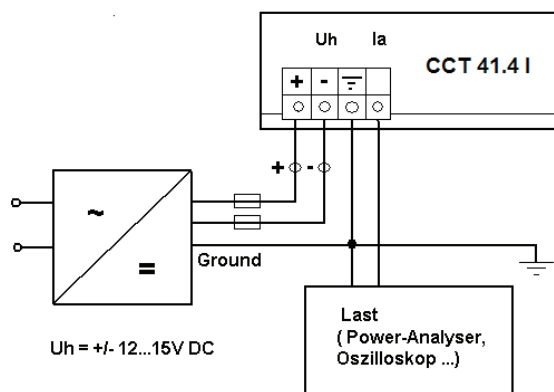 Uh Ia
CCT 41.4 I
+ -
+ -
~
=
Ground
Last
( Power-Analyser,
Oszilloskop ...)
Uh = +/- 12...15V DC